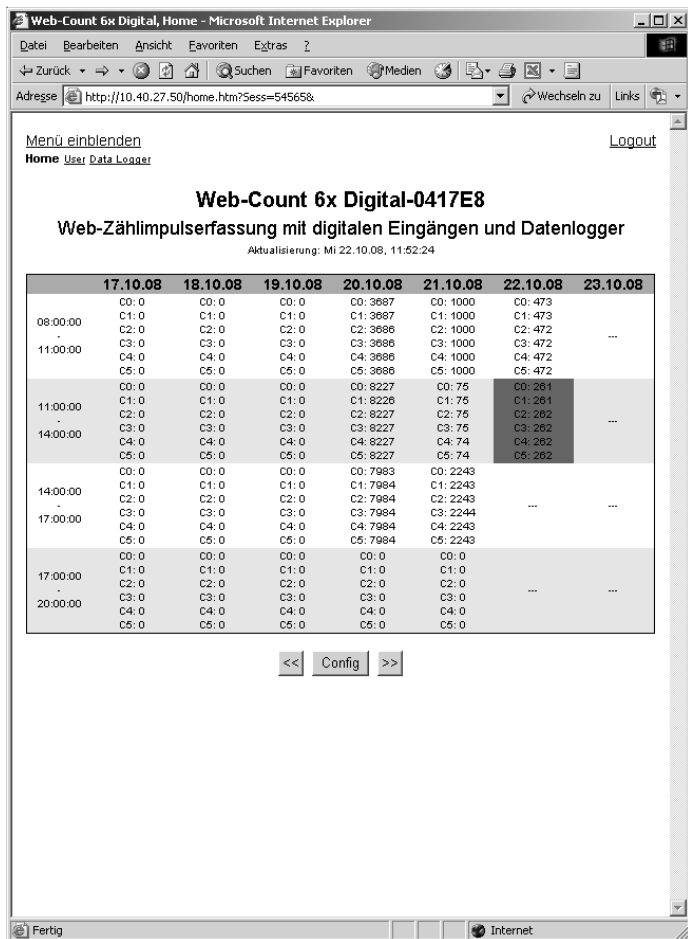 Web-Count 6x Digital, Home - Microsoft Internet Explorer
Datei Bearbeiten Ansicht Favoriten Extras ?
Zurück Suchen Favoriten Medien
Adresse http://10.40.27.50/home.htm?Sess=54565& Wechseln zu Links
Menü einblenden Logout
Home User Data Logger
Web-Count 6x Digital-0417E8
Web-Zählimpulserfassung mit digitalen Eingängen und Datenlogger
Aktualisierung: Mi 22.10.08, 11:52:24
17.10.08 18.10.08 19.10.08 20.10.08 21.10.08 22.10.08 23.10.08
08:00:00 - 11:00:00 ---
C0: 0 C0: 0 C0: 0 C0: 3687 C0: 1000 C0: 473
C1: 0 C1: 0 C1: 0 C1: 3687 C1: 1000 C1: 473
C2: 0 C2: 0 C2: 0 C2: 3686 C2: 1000 C2: 472
C3: 0 C3: 0 C3: 0 C3: 3686 C3: 1000 C3: 472
C4: 0 C4: 0 C4: 0 C4: 3686 C4: 1000 C4: 472
C5: 0 C5: 0 C5: 0 C5: 3686 C5: 1000 C5: 472
11:00:00 - 14:00:00 ---
C0: 0 C0: 0 C0: 0 C0: 8227 C0: 75 C0: 261
C1: 0 C1: 0 C1: 0 C1: 8226 C1: 75 C1: 261
C2: 0 C2: 0 C2: 0 C2: 8227 C2: 75 C2: 262
C3: 0 C3: 0 C3: 0 C3: 8227 C3: 75 C3: 262
C4: 0 C4: 0 C4: 0 C4: 8227 C4: 74 C4: 262
C5: 0 C5: 0 C5: 0 C5: 8227 C5: 74 C5: 262
14:00:00 - 17:00:00 --- ---
C0: 0 C0: 0 C0: 0 C0: 7983 C0: 2243
C1: 0 C1: 0 C1: 0 C1: 7984 C1: 2243
C2: 0 C2: 0 C2: 0 C2: 7984 C2: 2243
C3: 0 C3: 0 C3: 0 C3: 7984 C3: 2244
C4: 0 C4: 0 C4: 0 C4: 7984 C4: 2243
C5: 0 C5: 0 C5: 0 C5: 7984 C5: 2243
17:00:00 - 20:00:00 --- ---
C0: 0 C0: 0 C0: 0 C0: 0 C0: 0
C1: 0 C1: 0 C1: 0 C1: 0 C1: 0
C2: 0 C2: 0 C2: 0 C2: 0 C2: 0
C3: 0 C3: 0 C3: 0 C3: 0 C3: 0
C4: 0 C4: 0 C4: 0 C4: 0 C4: 0
C5: 0 C5: 0 C5: 0 C5: 0 C5: 0
<< Config >>
Fertig Internet